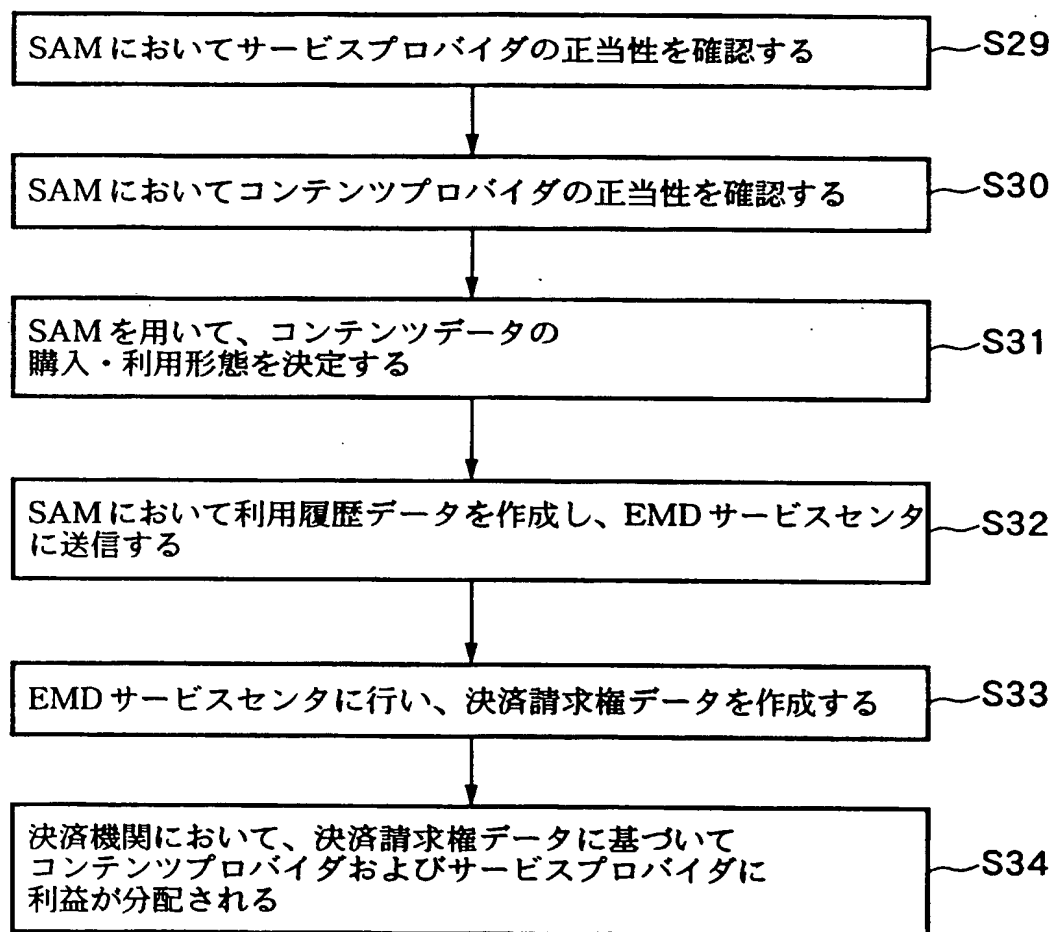 SAMにおいてサービスプロバイダの正当性を確認する
S29
SAMにおいてコンテンツプロバイダの正当性を確認する
S30
SAMを用いて、コンテンツデータの
購入・利用形態を決定する
S31
SAMにおいて利用履歴データを作成し、EMDサービスセンタ
に送信する
S32
EMDサービスセンタに行い、決済請求権データを作成する
S33
決済機関において、決済請求権データに基づいて
コンテンツプロバイダおよびサービスプロバイダに
利益が分配される
S34